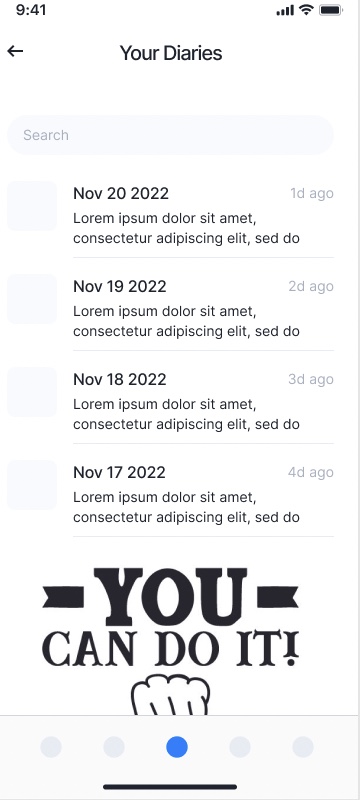 9:41
Your Diaries
Search
Nov 20 2022 1d ago
Lorem ipsum dolor sit amet,
consectetur adipiscing elit, sed do
Nov 19 2022 2d ago
Lorem ipsum dolor sit amet,
consectetur adipiscing elit, sed do
Nov 18 2022 3d ago
Lorem ipsum dolor sit amet,
consectetur adipiscing elit, sed do
Nov 17 2022 4d ago
Lorem ipsum dolor sit amet,
consectetur adipiscing elit, sed do
YOU
CAN DO IT!